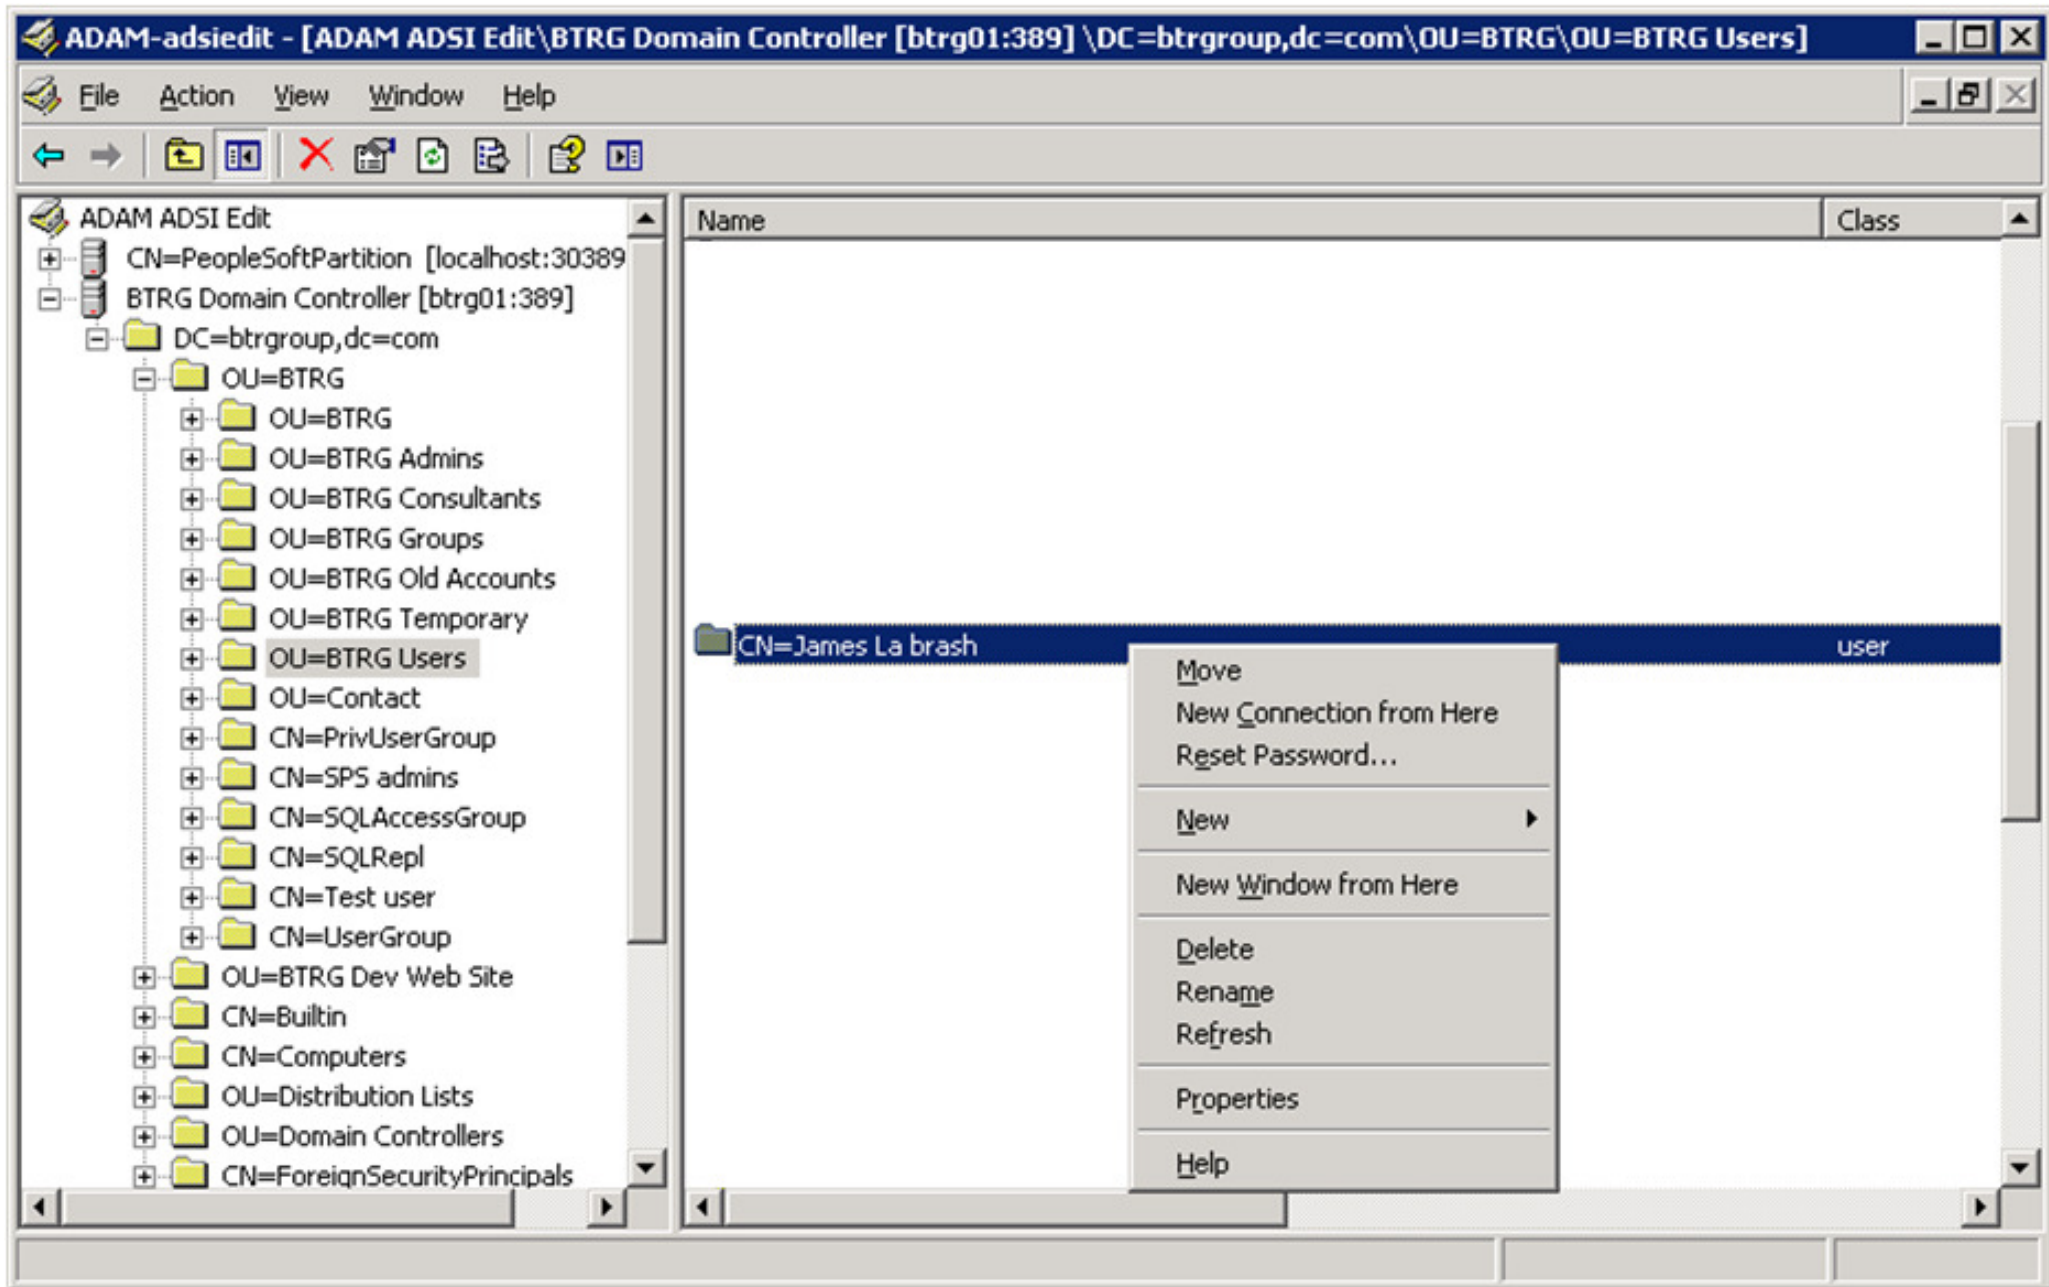 ADAM-adsiedit - [ADAM ADSI Edit\BTRG Domain Controller [btrg01:389] \DC=btrgroup,dc=com\OU=BTRG\OU=BTRG Users]
File Action View Window Help
ADAM ADSI Edit
CN=PeopleSoftPartition [localhost:30389
BTRG Domain Controller [btrg01:389]
DC=btrgroup,dc=com
OU=BTRG
OU=BTRG
OU=BTRG Admins
OU=BTRG Consultants
OU=BTRG Groups
OU=BTRG Old Accounts
OU=BTRG Temporary
OU=BTRG Users
OU=Contact
CN=PrivUserGroup
CN=SPS admins
CN=SQLAccessGroup
CN=SQLRepl
CN=Test user
CN=UserGroup
OU=BTRG Dev Web Site
CN=Builtin
CN=Computers
OU=Distribution Lists
OU=Domain Controllers
CN=ForeignSecurityPrincipals
Name Class
CN=James La brash user
Move
New Connection from Here
Reset Password...
New
New Window from Here
Delete
Rename
Refresh
Properties
Help